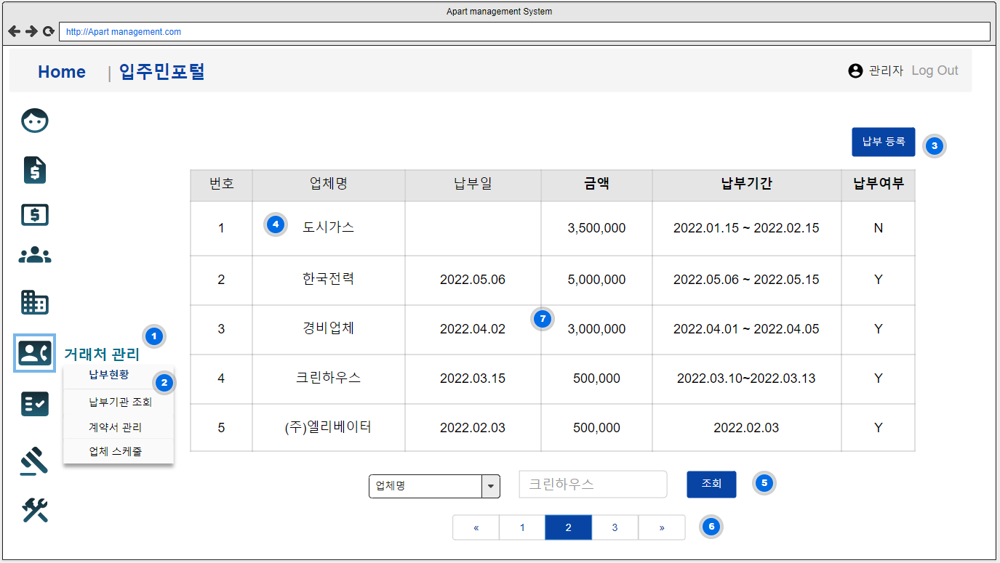 Apart management System
http://Apart management.com
Home | 입주민포털 관리자 Log Out
납부 등록 3
번호 업체명 납부일 금액 납부기간 납부여부
1 4 도시가스 3,500,000 2022.01.15 ~ 2022.02.15 N
2 한국전력 2022.05.06 5,000,000 2022.05.06 ~ 2022.05.15 Y
3 경비업체 2022.04.02 7 3,000,000 2022.04.01 ~ 2022.04.05 Y
4 크린하우스 2022.03.15 500,000 2022.03.10~2022.03.13 Y
5 (주)엘리베이터 2022.02.03 500,000 2022.02.03 Y
거래처 관리 1
납부현황 2
납부기관 조회
계약서 관리
업체 스케줄
업체명 크린하우스 조회 5
« 1 2 3 » 6